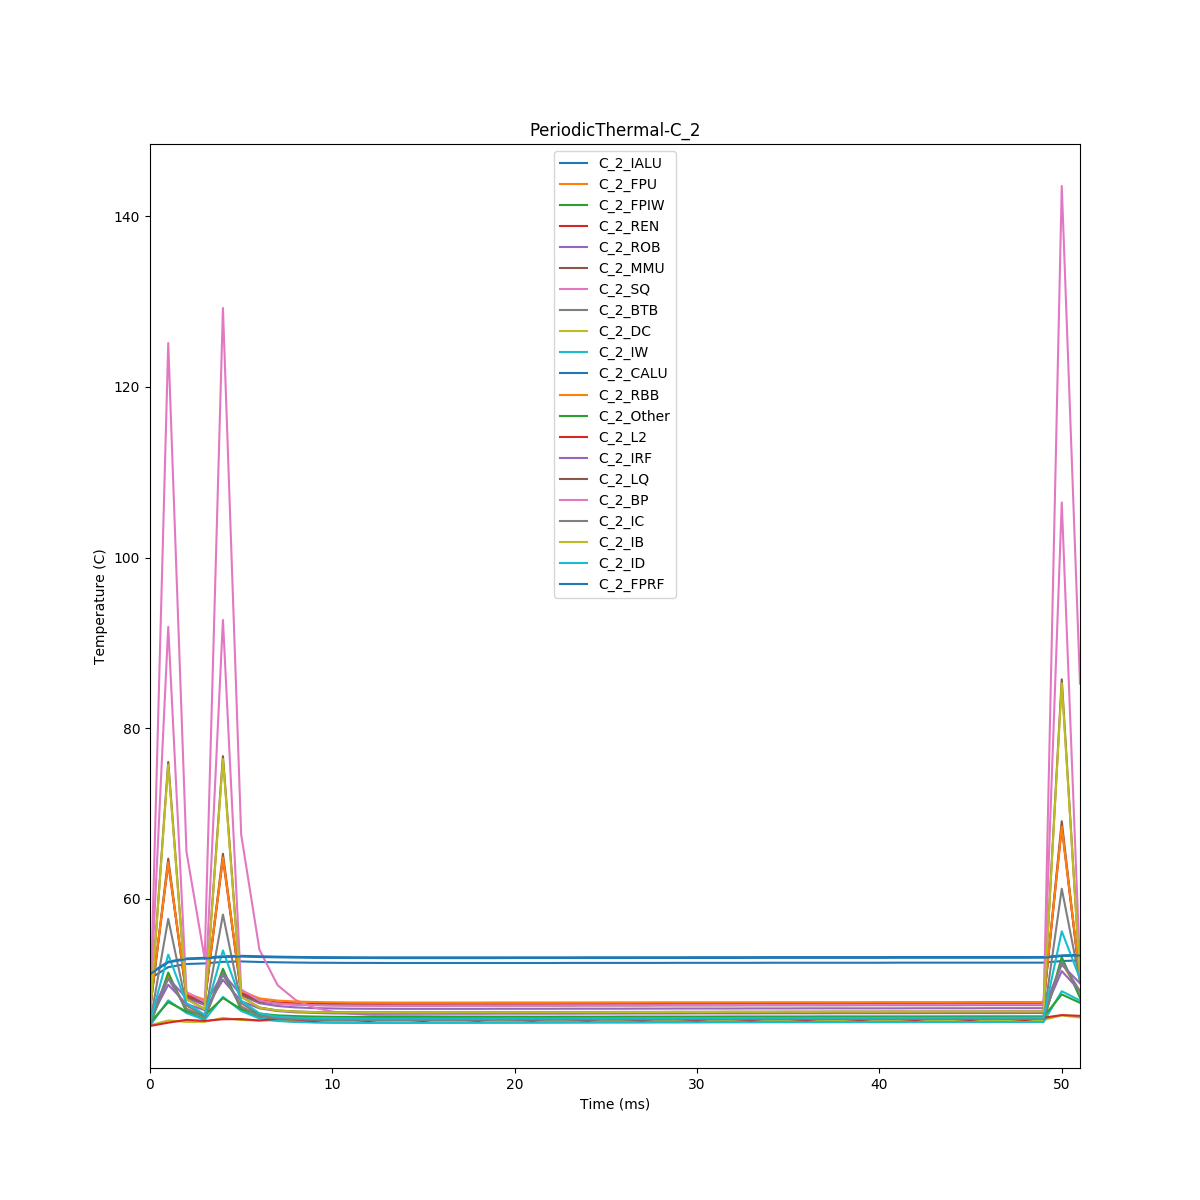 PeriodicThermal-C_2
C_2_IALU
C_2_FPU
C_2_FPIW
C_2_REN
C_2_ROB
C_2_MMU
C_2_SQ
C_2_BTB
C_2_DC
C_2_IW
C_2_CALU
C_2_RBB
C_2_Other
C_2_L2
C_2_IRF
C_2_LQ
C_2_BP
C_2_IC
C_2_IB
C_2_ID
C_2_FPRF
Temperature (C)
140
120
100
80
60
0 10 20 30 40 50
Time (ms)